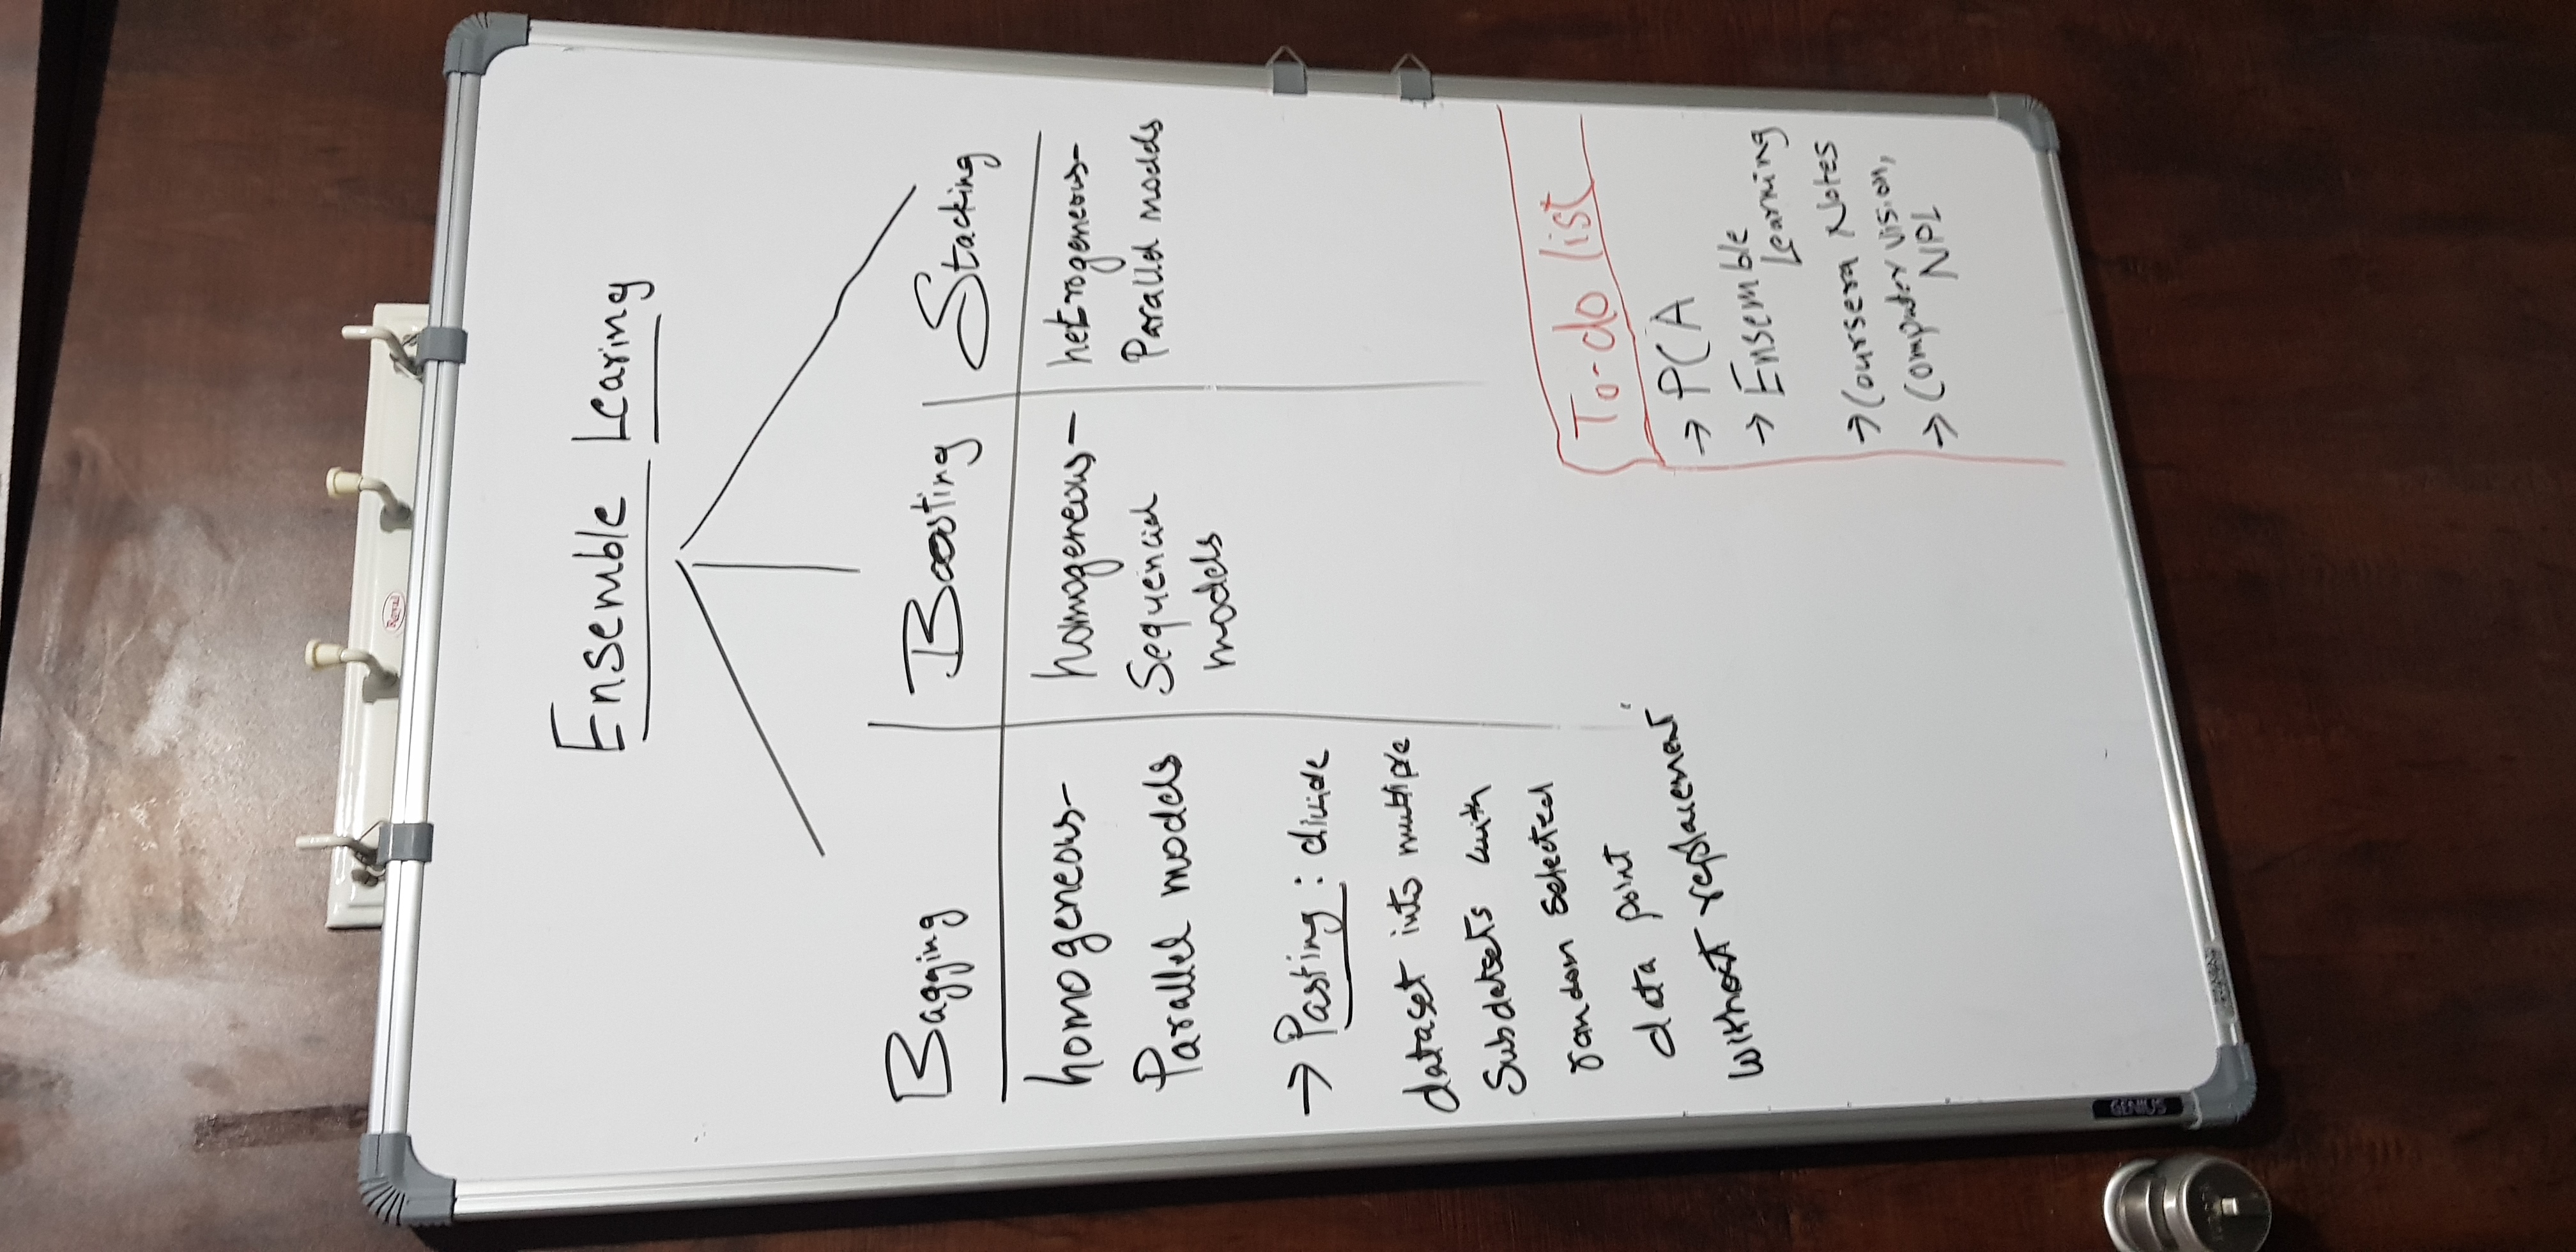 Royal
Ensemble Learing
Bagging
homogeneous-
Parallel models
→ Pasting : divide
dataset into multiple
Subdatsets with
random selected
data point
without replacement
Boosting
homogeneous-
Sequencial
models
Stacking
hetrogeneous-
Parallel models
To-do list
→ PCA
→ Ensemble
Learning
→ Coursera Notes
→ Computer vision,
NPL
GENIUS